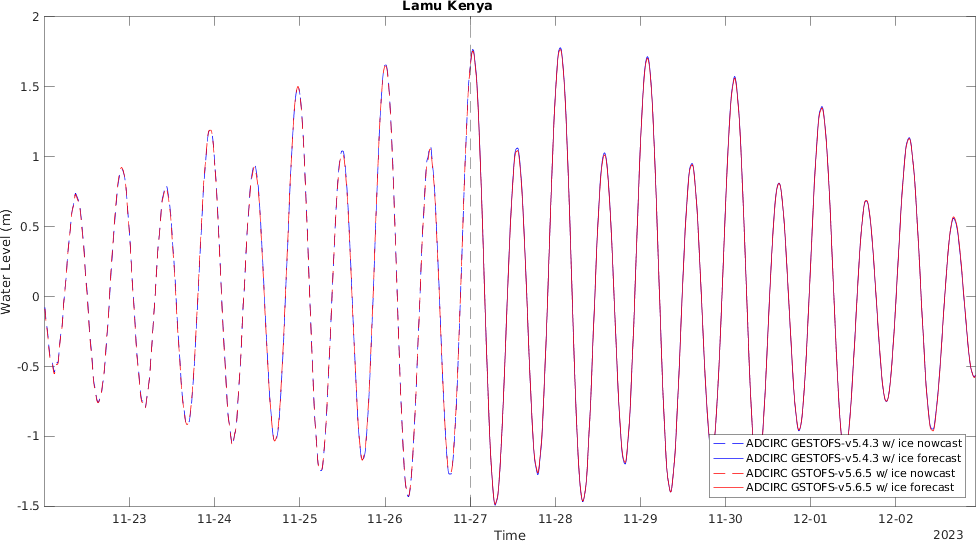 Lamu Kenya
2
1.5
1
0.5
0
-0.5
-1
-1.5
Water Level (m)
11-23
11-24
11-25
11-26
11-27
11-28
11-29
11-30
12-01
12-02
Time
2023
ADCIRC GESTOFS-v5.4.3 w/ ice nowcast
ADCIRC GESTOFS-v5.4.3 w/ ice forecast
ADCIRC GSTOFS-v5.6.5 w/ ice nowcast
ADCIRC GSTOFS-v5.6.5 w/ ice forecast